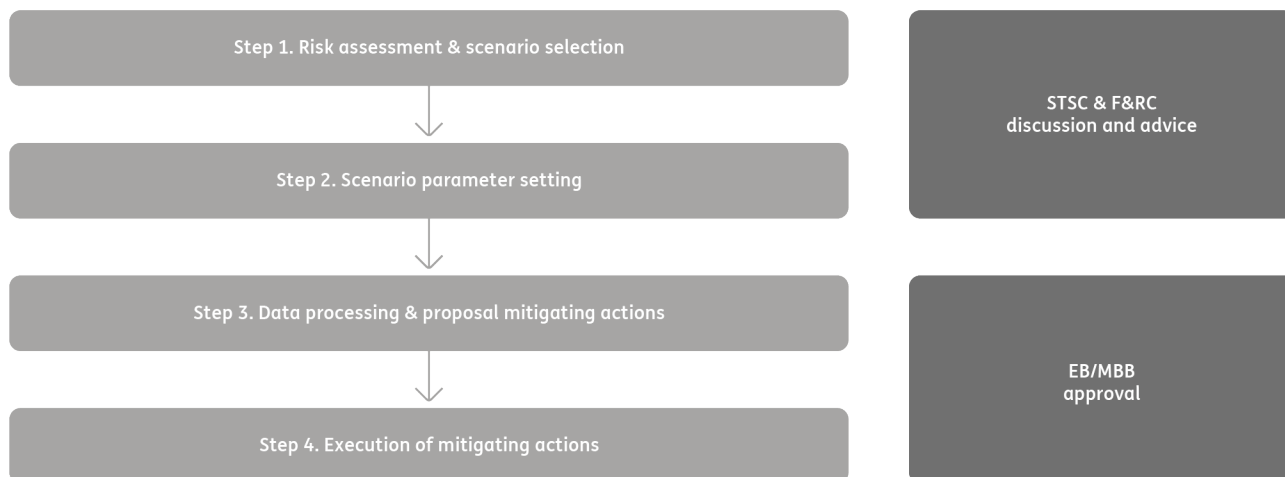 Step 1. Risk assessment & scenario selection
Step 2. Scenario parameter setting
Step 3. Data processing & proposal mitigating actions
Step 4. Execution of mitigating actions
STSC & F&RC
discussion and advice
EB/MBB
approval